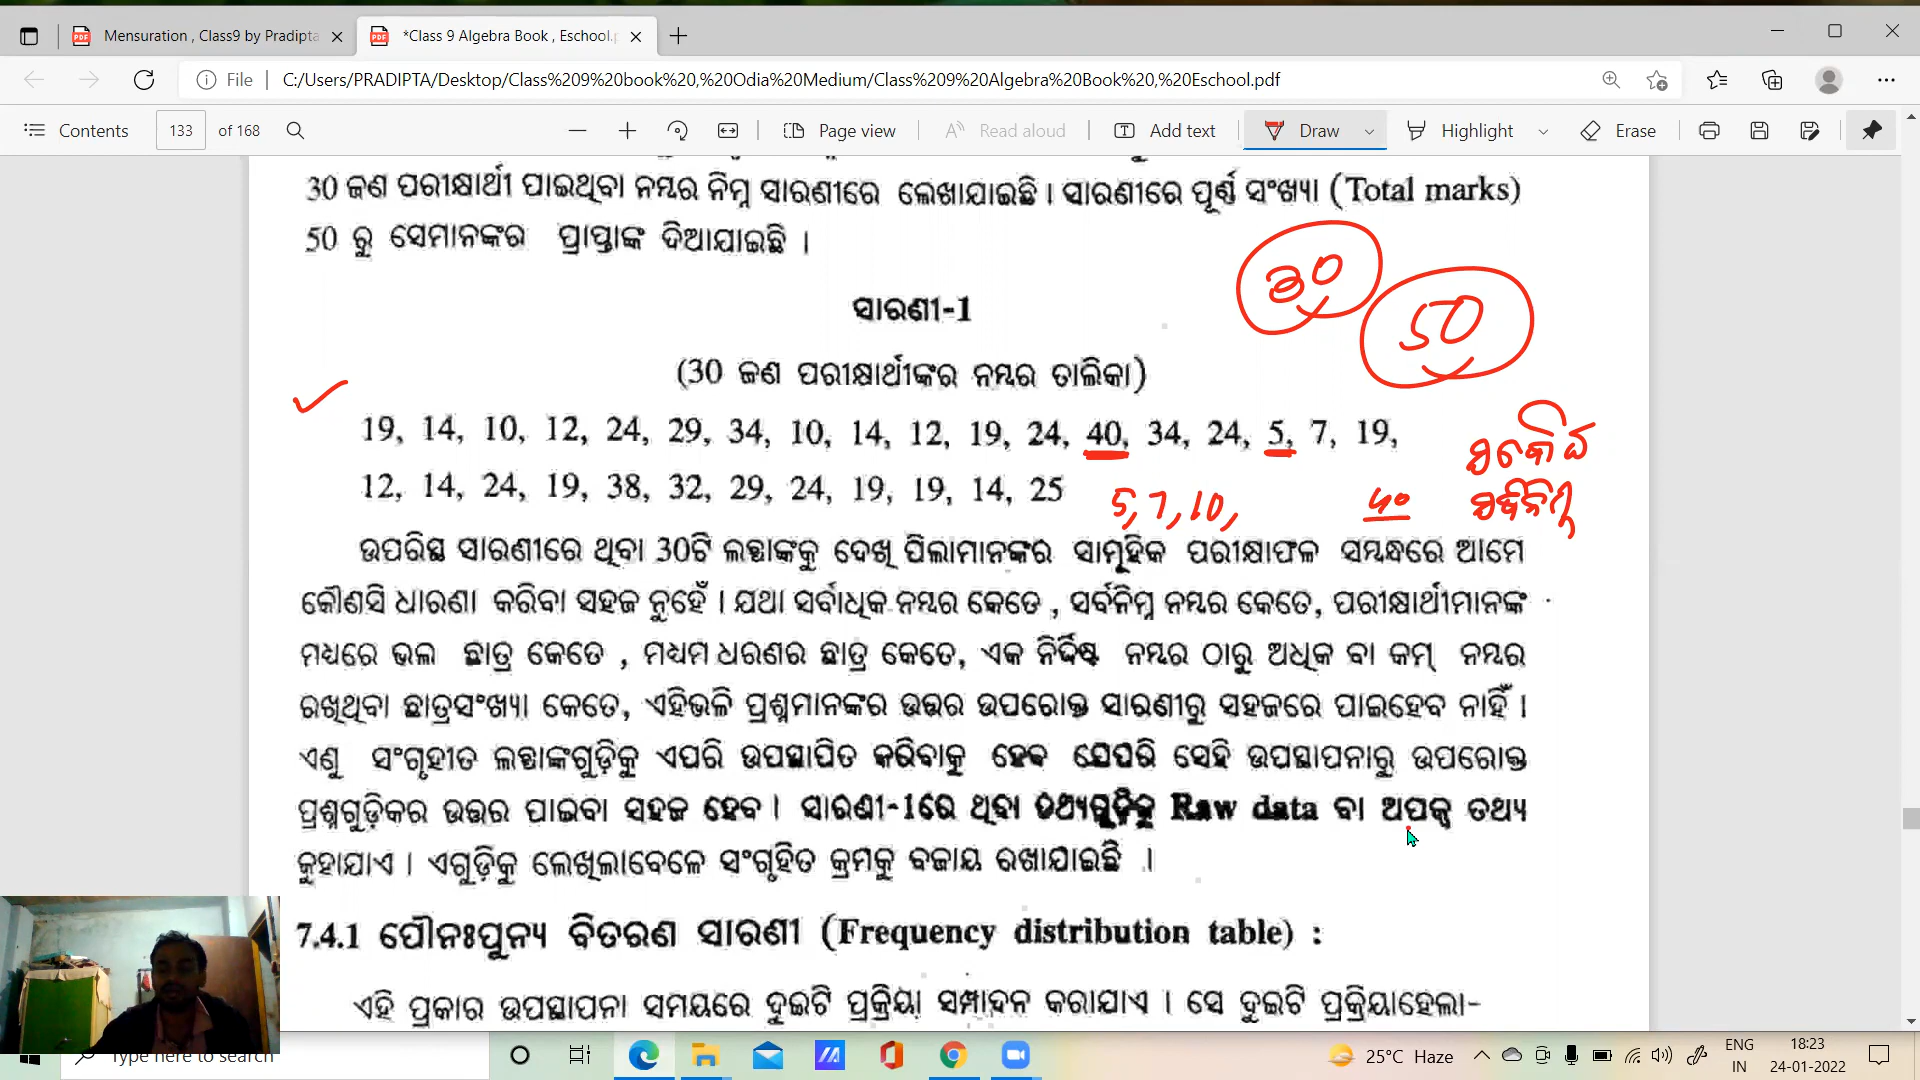 Mensuration , Class9 by Pradipta
*Class 9 Algebra Book , Eschool.p
File C:/Users/PRADIPTA/Desktop/Class%209%20book%20,%20Odia%20Medium/Class%209%20Algebra%20Book%20,%20Eschool.pdf
Contents 133 of 168 Page view Read aloud Add text Draw Highlight Erase
30 ଜଣ ପରୀକ୍ଷାର୍ଥୀ ପାଇଥିବା ନମ୍ବର ନିମ୍ନ ସାରଣୀରେ ଲେଖାଯାଇଛି । ସାରଣୀରେ ପୂର୍ଣ୍ଣ ସଂଖ୍ୟା (Total marks)
50 ରୁ ସେମାନଙ୍କର ପ୍ରାପ୍ତାଙ୍କ ଦିଆଯାଇଛି ।
30
50
ସାରଣୀ-1
(30 ଜଣ ପରୀକ୍ଷାର୍ଥୀଙ୍କର ନମ୍ବର ତାଲିକା)
19, 14, 10, 12, 24, 29, 34, 10, 14, 12, 19, 24, 40, 34, 24, 5, 7, 19,
12, 14, 24, 19, 38, 32, 29, 24, 19, 19, 14, 25
5, 7, 10,
40
ଉପରିସ୍ଥ ସାରଣୀରେ ଥିବା 30ଟି ଲବ୍ଧାଙ୍କକୁ ଦେଖି ପିଲାମାନଙ୍କର ସାମୂହିକ ପରୀକ୍ଷାଫଳ ସମ୍ବନ୍ଧରେ ଆମେ
କୌଣସି ଧାରଣା କରିବା ସହଜ ନୁହେଁ । ଯଥା ସର୍ବାଧିକ ନମ୍ବର କେତେ , ସର୍ବନିମ୍ନ ନମ୍ବର କେତେ, ପରୀକ୍ଷାର୍ଥୀମାନଙ୍କ
ମଧ୍ୟରେ ଭଲ ଛାତ୍ର କେତେ , ମଧ୍ୟମ ଧରଣର ଛାତ୍ର କେତେ, ଏକ ନିର୍ଦ୍ଦିଷ୍ଟ ନମ୍ବର ଠାରୁ ଅଧିକ ବା କମ୍ ନମ୍ବର
ରଖିଥିବା ଛାତ୍ରସଂଖ୍ୟା କେତେ, ଏହିଭଳି ପ୍ରଶ୍ନମାନଙ୍କର ଉତ୍ତର ଉପରୋକ୍ତ ସାରଣୀରୁ ସହଜରେ ପାଇହେବ ନାହିଁ ।
ଏଣୁ ସଂଗୃହୀତ ଲବ୍ଧାଙ୍କଗୁଡ଼ିକୁ ଏପରି ଉପସ୍ଥାପିତ କରିବାକୁ ହେବ ଯେପରି ସେହି ଉପସ୍ଥାପନାରୁ ଉପରୋକ୍ତ
ପ୍ରଶ୍ନଗୁଡ଼ିକର ଉତ୍ତର ପାଇବା ସହଜ ହେବ । ସାରଣୀ-1ରେ ଥିବା ତଥ୍ୟଗୁଡ଼ିକୁ Raw data ବା ଅପକ୍ୱ ତଥ୍ୟ
କୁହାଯାଏ । ଏଗୁଡ଼ିକୁ ଲେଖିଲାବେଳେ ସଂଗୃହିତ କ୍ରମକୁ ବଜାୟ ରଖାଯାଇଛି ।
7.4.1 ପୌନଃପୁନ୍ୟ ବିତରଣ ସାରଣୀ (Frequency distribution table) :
ଏହି ପ୍ରକାର ଉପସ୍ଥାପନା ସମୟରେ ଦୁଇଟି ପ୍ରକ୍ରିୟା ସମ୍ପାଦନ କରାଯାଏ । ସେ ଦୁଇଟି ପ୍ରକ୍ରିୟାହେଲା-
Type here to search
25°C Haze
ENG
IN
18:23
24-01-2022